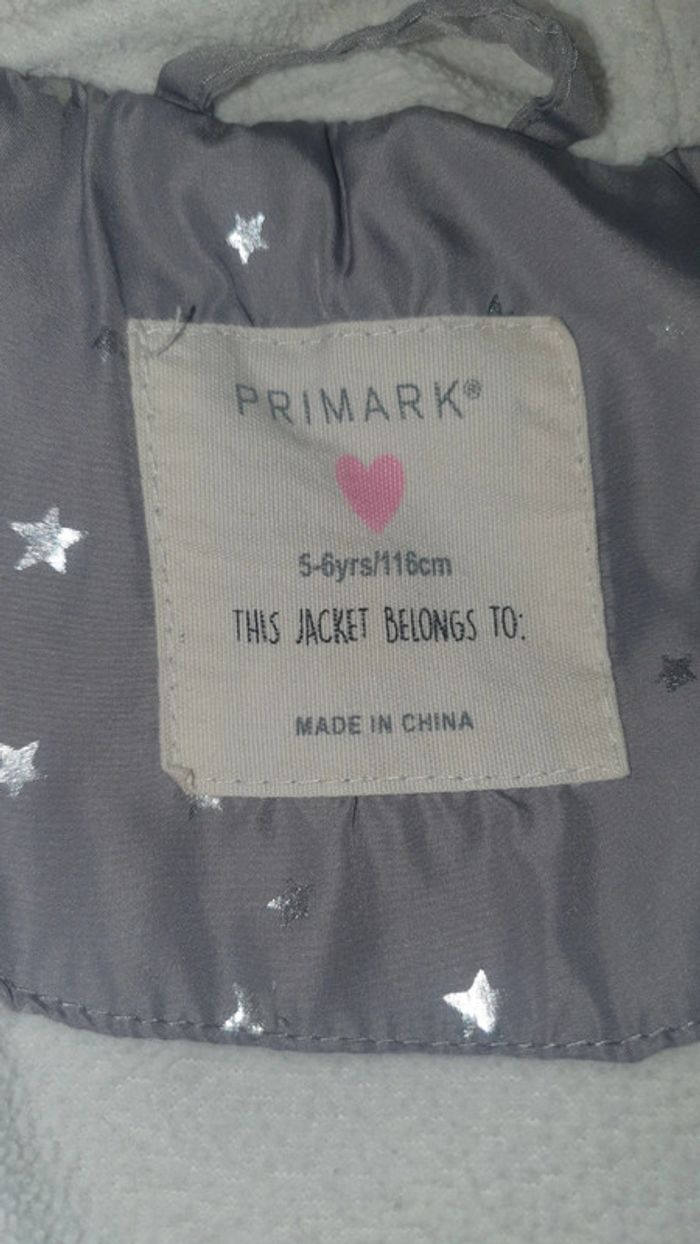 PRIMARK®
5-6yrs/116cm
THIS JACKET BELONGS TO:
MADE IN CHINA